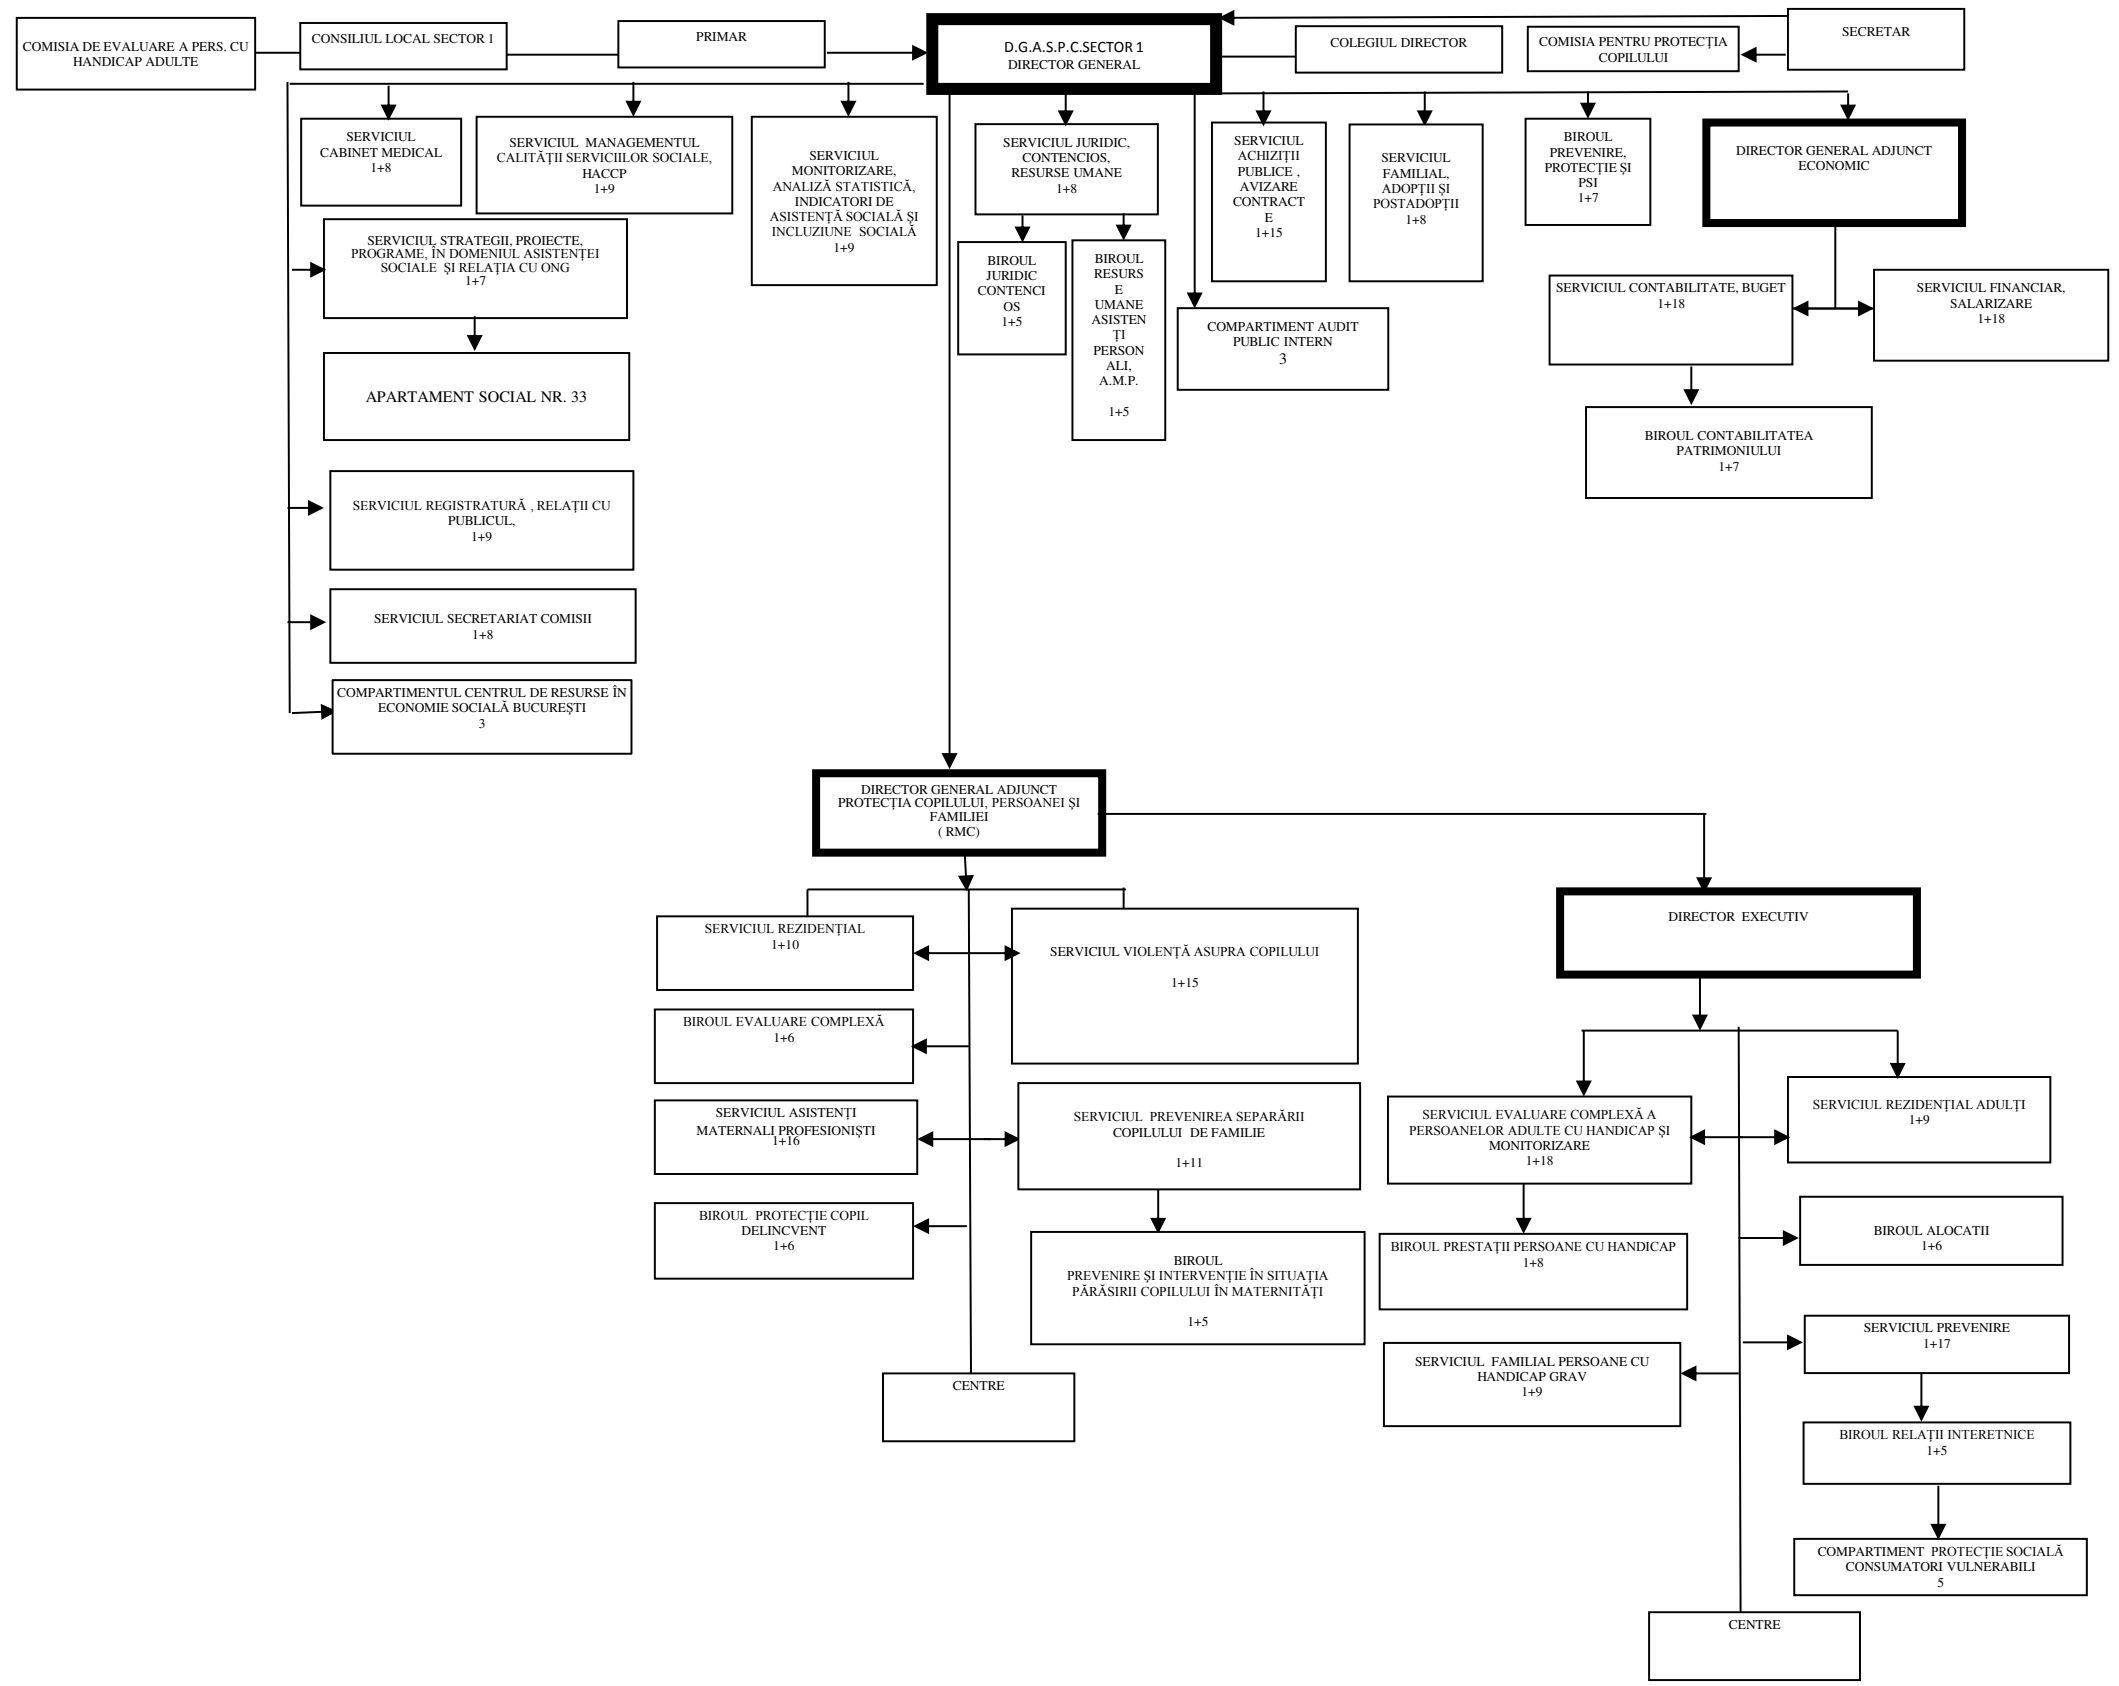 COMISIA DE EVALUARE A PERS. CU
HANDICAP ADULTE
CONSILIUL LOCAL SECTOR 1
PRIMAR
D.G.A.S.P.C.SECTOR 1
DIRECTOR GENERAL
COLEGIUL DIRECTOR
COMISIA PENTRU PROTECȚIA
COPILULUI
SECRETAR
SERVICIUL
CABINET MEDICAL
1+8
SERVICIUL MANAGEMENTUL
CALITĂȚII SERVICIILOR SOCIALE,
HACCP
1+9
SERVICIUL
MONITORIZARE,
ANALIZĂ STATISTICĂ,
INDICATORI DE
ASISTENȚĂ SOCIALĂ ȘI
INCLUZIUNE SOCIALĂ
1+9
SERVICIUL JURIDIC,
CONTENCIOS,
RESURSE UMANE
1+8
SERVICIUL
ACHIZIȚII
PUBLICE ,
AVIZARE
CONTRACT
E
1+15
SERVICIUL
FAMILIAL,
ADOPȚII ȘI
POSTADOPȚII
1+8
BIROUL
PREVENIRE,
PROTECȚIE ȘI
PSI
1+7
DIRECTOR GENERAL ADJUNCT
ECONOMIC
SERVICIUL STRATEGII, PROIECTE,
PROGRAME, ÎN DOMENIUL ASISTENȚEI
SOCIALE ȘI RELAȚIA CU ONG
1+7
BIROUL
JURIDIC
CONTENCI
OS
1+5
BIROUL
RESURS
E
UMANE
ASISTEN
ȚI
PERSON
ALI,
A.M.P.
1+5
COMPARTIMENT AUDIT
PUBLIC INTERN
3
SERVICIUL CONTABILITATE, BUGET
1+18
SERVICIUL FINANCIAR,
SALARIZARE
1+18
APARTAMENT SOCIAL NR. 33
BIROUL CONTABILITATEA
PATRIMONIULUI
1+7
SERVICIUL REGISTRATURĂ , RELAȚII CU
PUBLICUL,
1+9
SERVICIUL SECRETARIAT COMISII
1+8
COMPARTIMENTUL CENTRUL DE RESURSE ÎN
ECONOMIE SOCIALĂ BUCUREȘTI
3
DIRECTOR GENERAL ADJUNCT
PROTECȚIA COPILULUI, PERSOANEI ȘI
FAMILIEI
( RMC)
DIRECTOR EXECUTIV
SERVICIUL REZIDENȚIAL
1+10
SERVICIUL VIOLENȚĂ ASUPRA COPILULUI
1+15
BIROUL EVALUARE COMPLEXĂ
1+6
SERVICIUL ASISTENȚI
MATERNALI PROFESIONIȘTI
1+16
SERVICIUL PREVENIREA SEPARĂRII
COPILULUI DE FAMILIE
1+11
BIROUL PROTECȚIE COPIL
DELINCVENT
1+6
BIROUL
PREVENIRE ȘI INTERVENȚIE ÎN SITUAȚIA
PĂRĂSIRII COPILULUI ÎN MATERNITĂȚI
1+5
CENTRE
SERVICIUL EVALUARE COMPLEXĂ A
PERSOANELOR ADULTE CU HANDICAP ȘI
MONITORIZARE
1+18
SERVICIUL REZIDENȚIAL ADULȚI
1+9
BIROUL PRESTAȚII PERSOANE CU HANDICAP
1+8
BIROUL ALOCATII
1+6
SERVICIUL FAMILIAL PERSOANE CU
HANDICAP GRAV
1+9
SERVICIUL PREVENIRE
1+17
BIROUL RELAȚII INTERETNICE
1+5
COMPARTIMENT PROTECȚIE SOCIALĂ
CONSUMATORI VULNERABILI
5
CENTRE